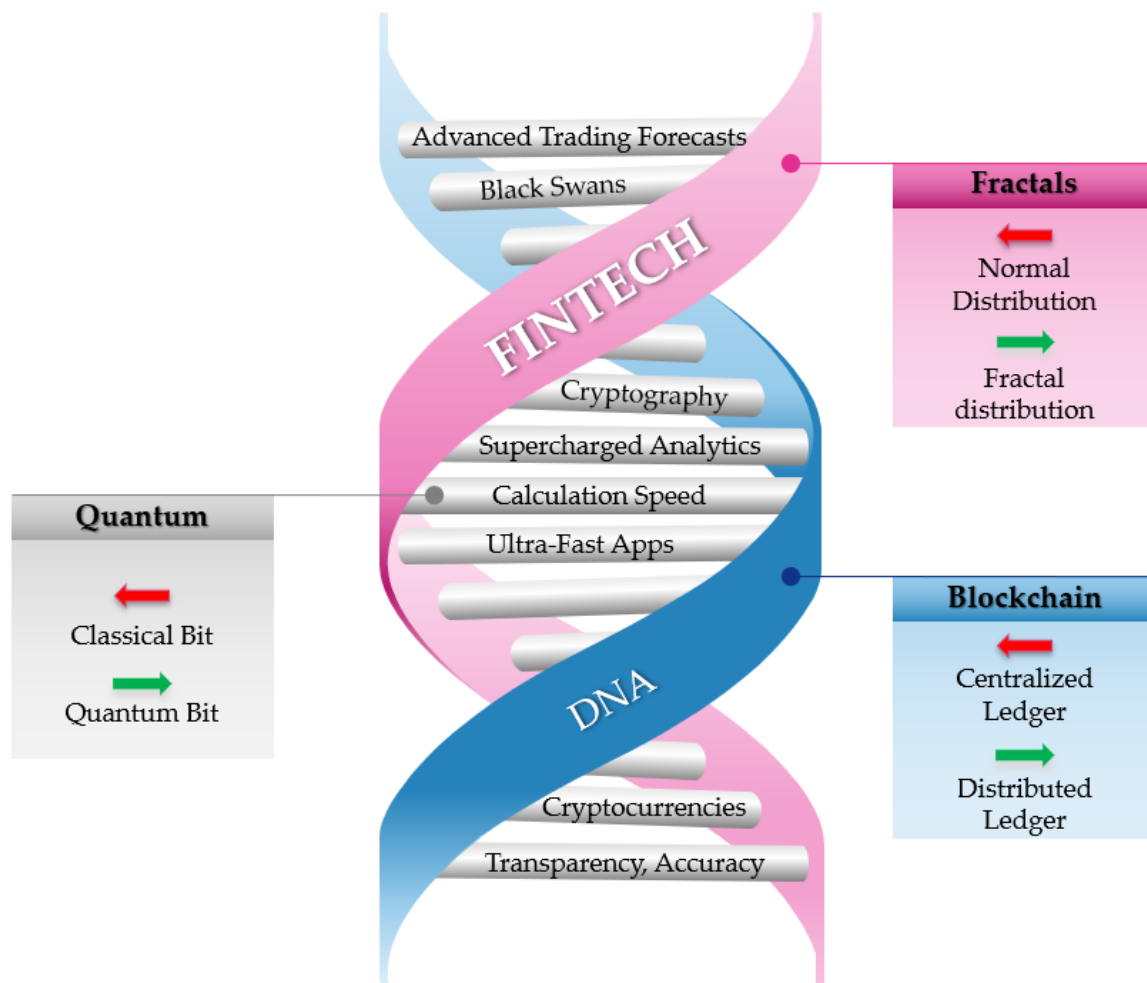 Advanced Trading Forecasts
Black Swans
FINTECH
Cryptography
Supercharged Analytics
Calculation Speed
Ultra-Fast Apps
DNA
Cryptocurrencies
Transparency, Accuracy
Fractals
Normal
Distribution
Fractal
distribution
Quantum
Classical Bit
Quantum Bit
Blockchain
Centralized
Ledger
Distributed
Ledger